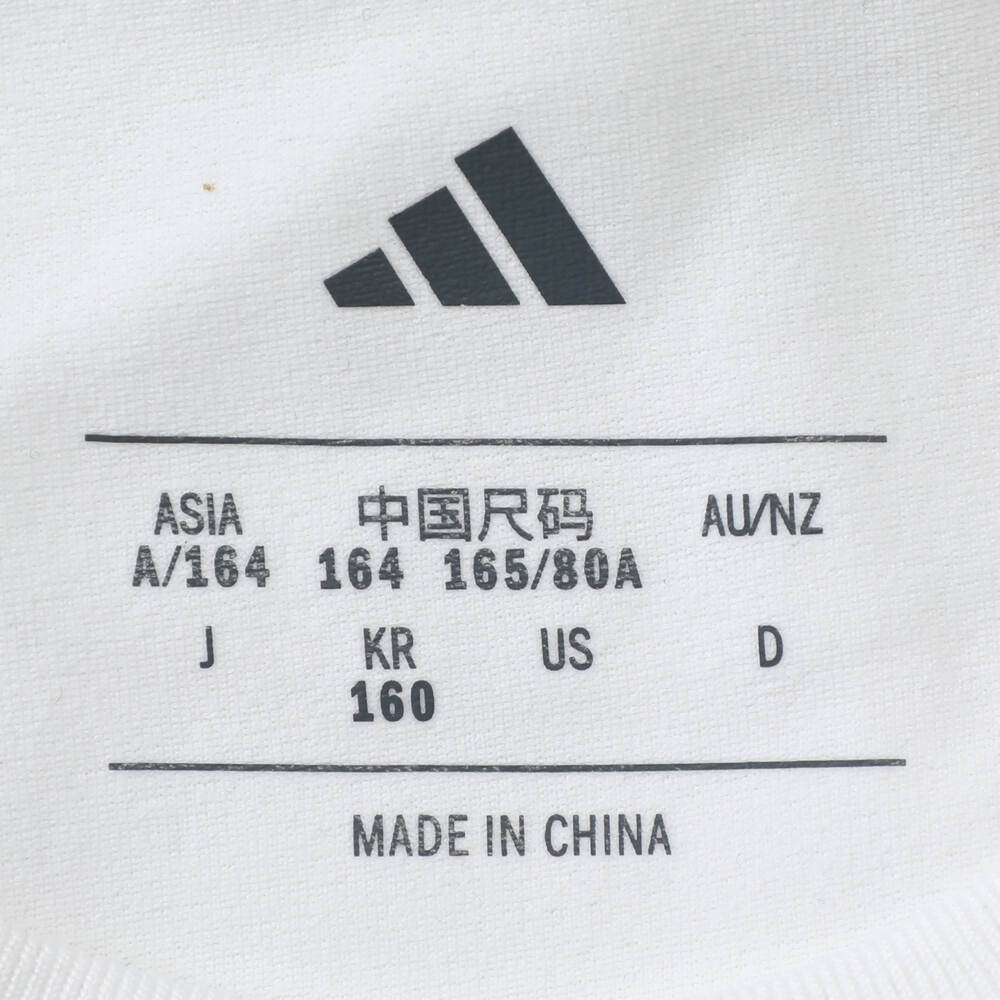 ASIA 中国尺码 AU/NZ
A/164 164 165/80A
J KR US D
160
MADE IN CHINA